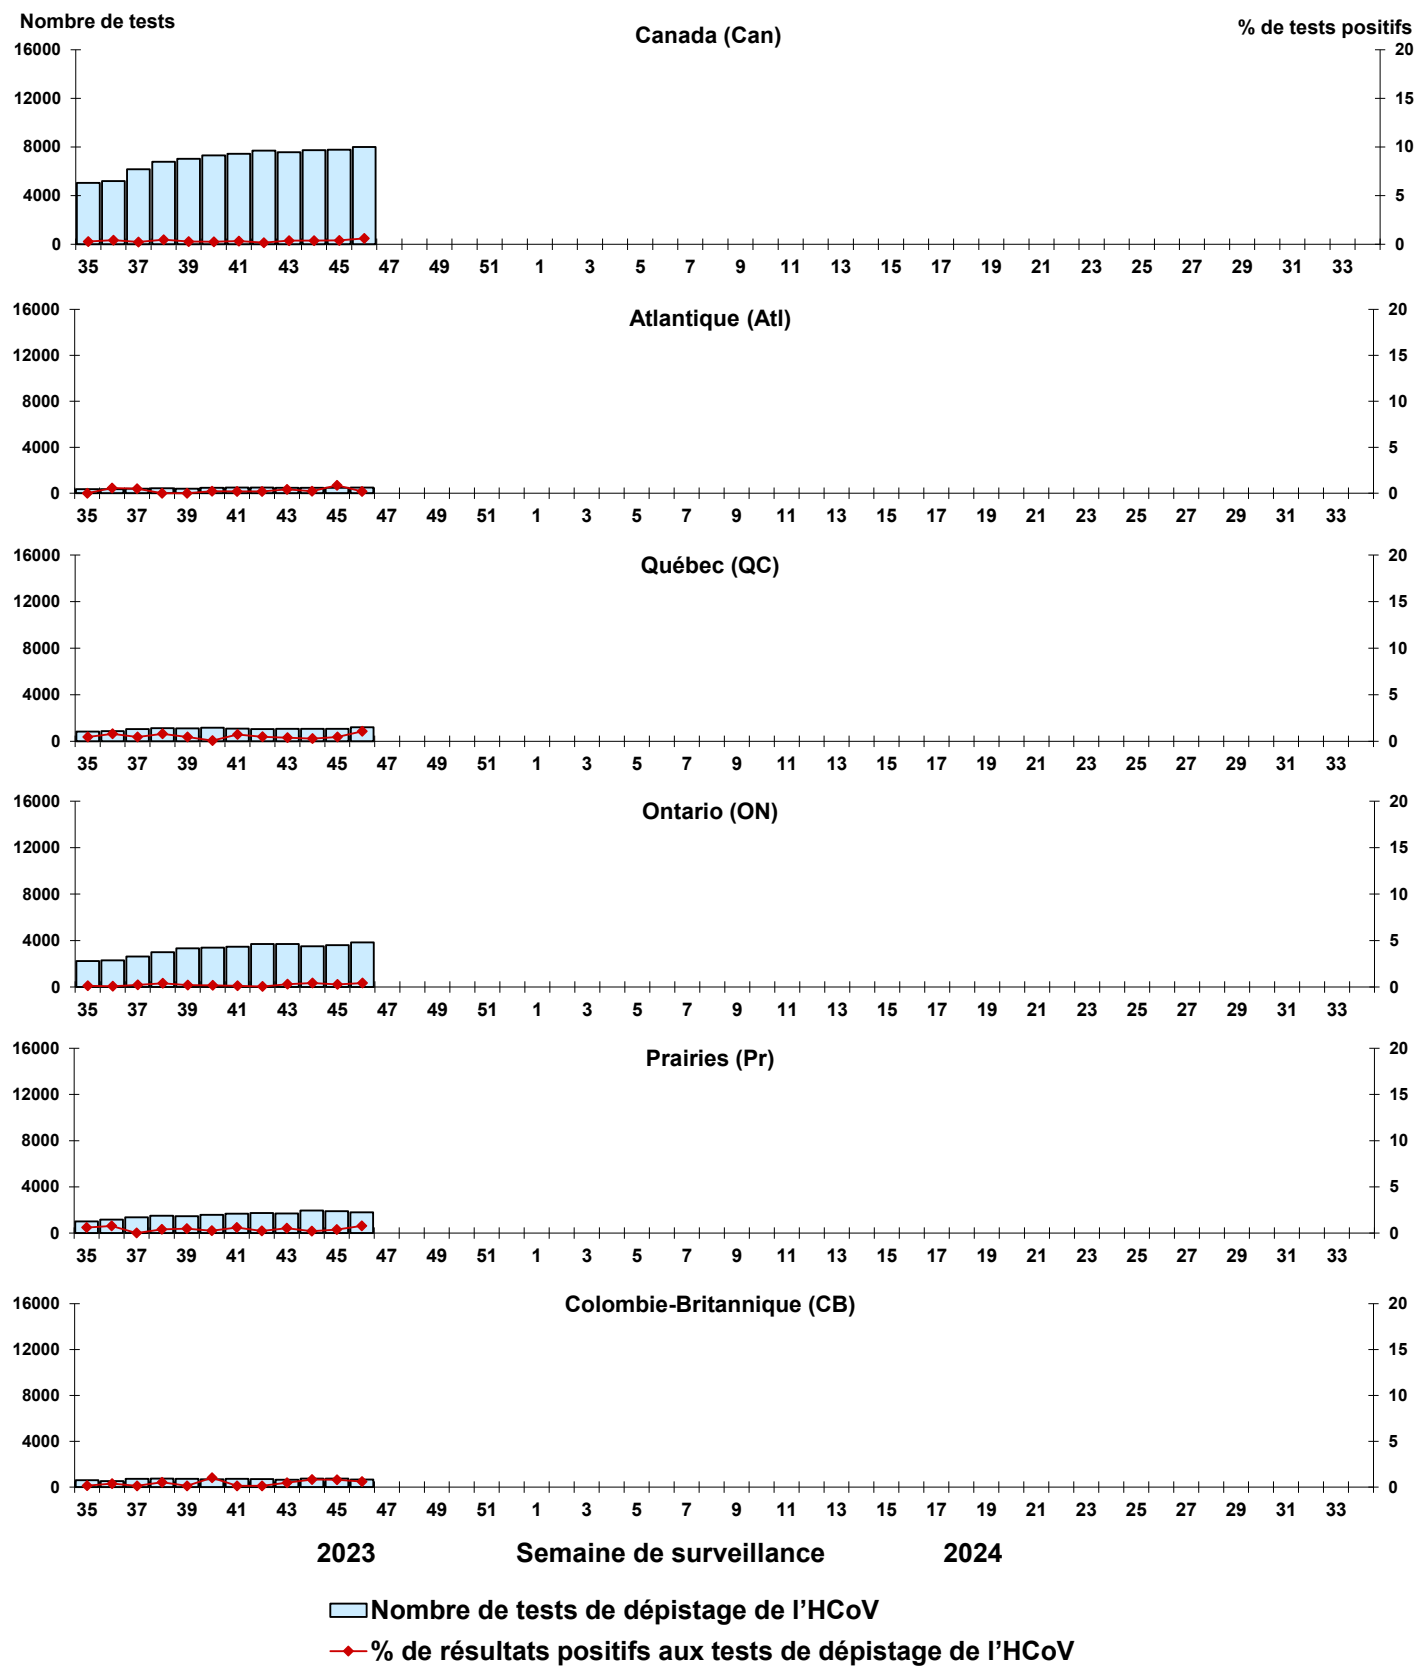 Nombre de tests
Canada (Can)
% de tests positifs
16000 20
12000 15
8000 10
4000 5
0 0
35 37 39 41 43 45 47 49 51 1 3 5 7 9 11 13 15 17 19 21 23 25 27 29 31 33
Atlantique (Atl)
16000 20
12000 15
8000 10
4000 5
0 0
35 37 39 41 43 45 47 49 51 1 3 5 7 9 11 13 15 17 19 21 23 25 27 29 31 33
Québec (QC)
16000 20
12000 15
8000 10
4000 5
0 0
35 37 39 41 43 45 47 49 51 1 3 5 7 9 11 13 15 17 19 21 23 25 27 29 31 33
Ontario (ON)
16000 20
12000 15
8000 10
4000 5
0 0
35 37 39 41 43 45 47 49 51 1 3 5 7 9 11 13 15 17 19 21 23 25 27 29 31 33
Prairies (Pr)
16000 20
12000 15
8000 10
4000 5
0 0
35 37 39 41 43 45 47 49 51 1 3 5 7 9 11 13 15 17 19 21 23 25 27 29 31 33
Colombie-Britannique (CB)
16000 20
12000 15
8000 10
4000 5
0 0
35 37 39 41 43 45 47 49 51 1 3 5 7 9 11 13 15 17 19 21 23 25 27 29 31 33
2023 Semaine de surveillance 2024
Nombre de tests de dépistage de l’HCoV
% de résultats positifs aux tests de dépistage de l’HCoV